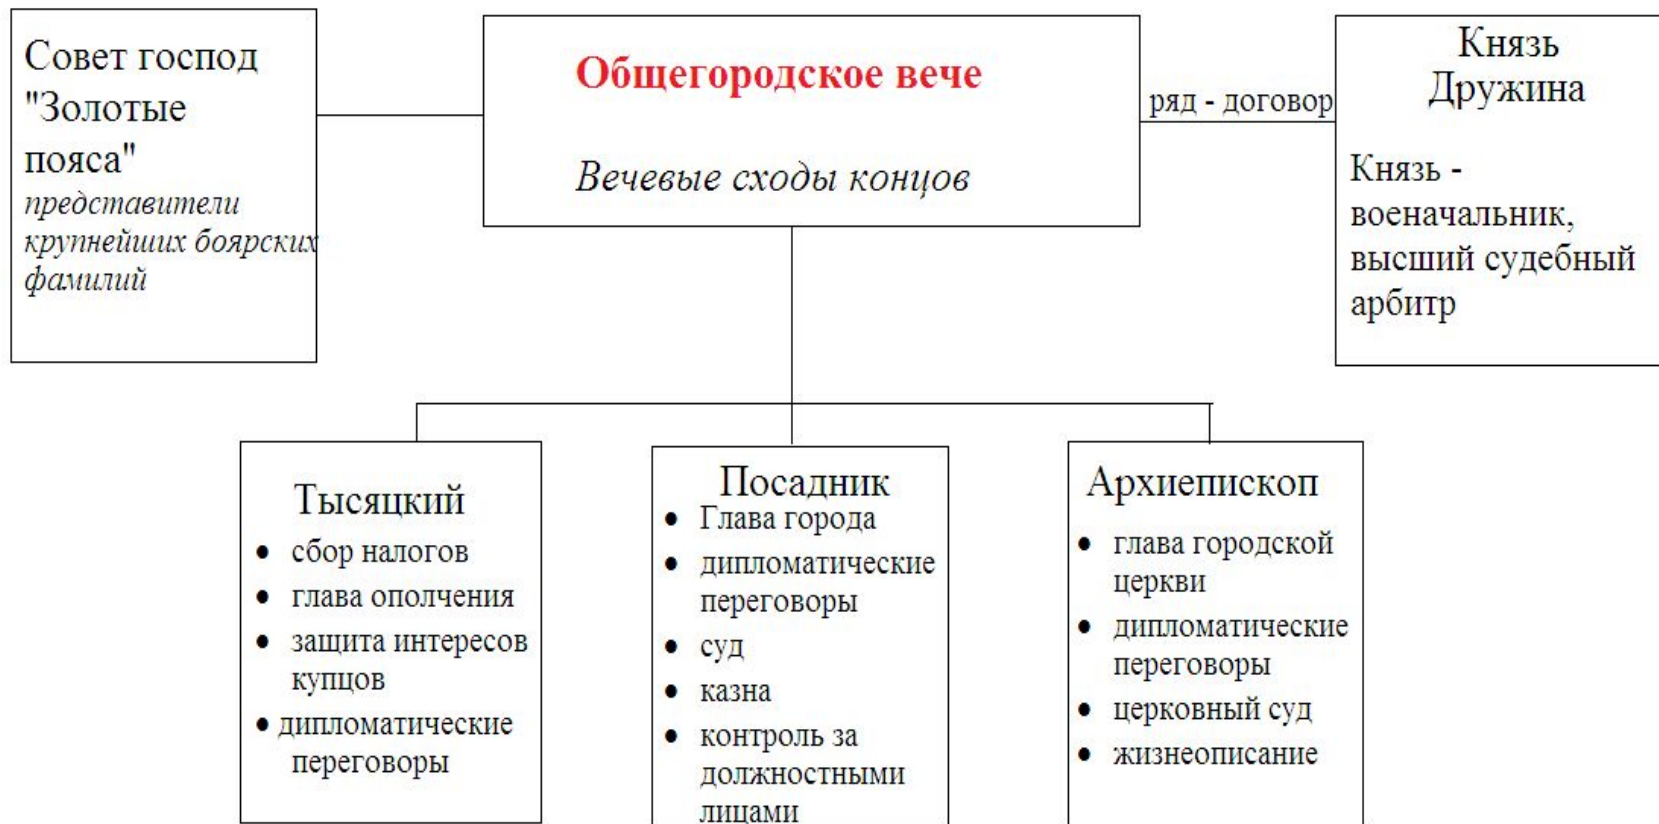 Совет господ
"Золотые
пояса"
представители
крупнейших боярских
фамилий
Общегородское вече
Вечевые сходы концов
ряд - договор
Князь
Дружина
Князь -
военачальник,
высший судебный
арбитр
Тысяцкий
• сбор налогов
• глава ополчения
• защита интересов
купцов
• дипломатические
переговоры
Посадник
• Глава города
• дипломатические
переговоры
• суд
• казна
• контроль за
должностными
лицами
Архиепископ
• глава городской
церкви
• дипломатические
переговоры
• церковный суд
• жизнеописание